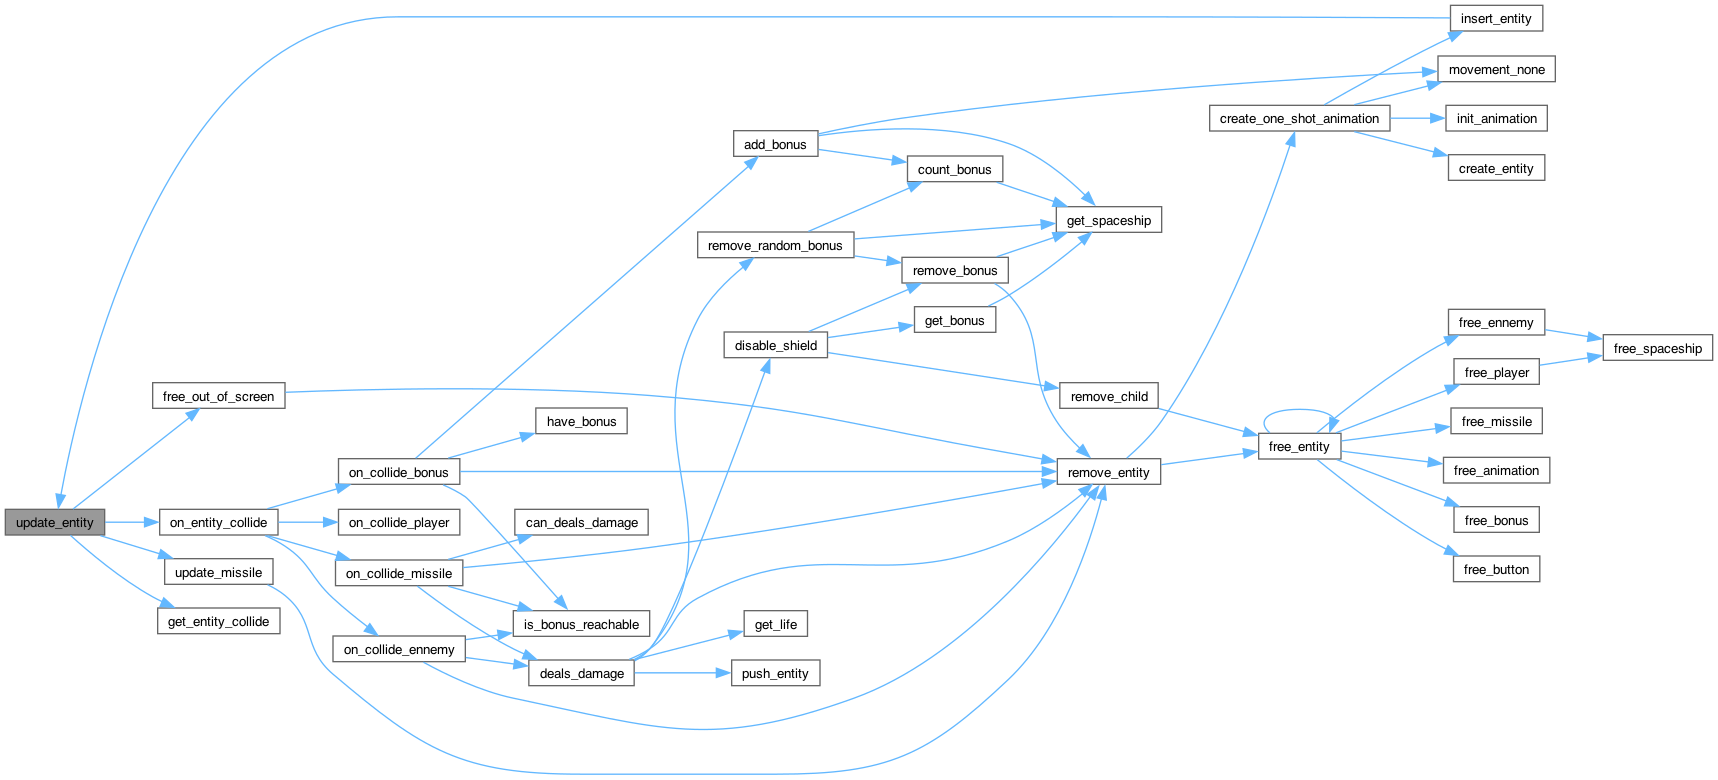 insert_entity
movement_none
create_one_shot_animation
init_animation
add_bonus
count_bonus
create_entity
get_spaceship
remove_random_bonus
remove_bonus
get_bonus
free_ennemy
disable_shield
free_spaceship
free_player
free_out_of_screen
remove_child
have_bonus
free_missile
free_entity
on_collide_bonus
remove_entity
free_animation
update_entity
on_entity_collide
on_collide_player
can_deals_damage
free_bonus
update_missile
on_collide_missile
free_button
get_entity_collide
is_bonus_reachable
get_life
on_collide_ennemy
deals_damage
push_entity